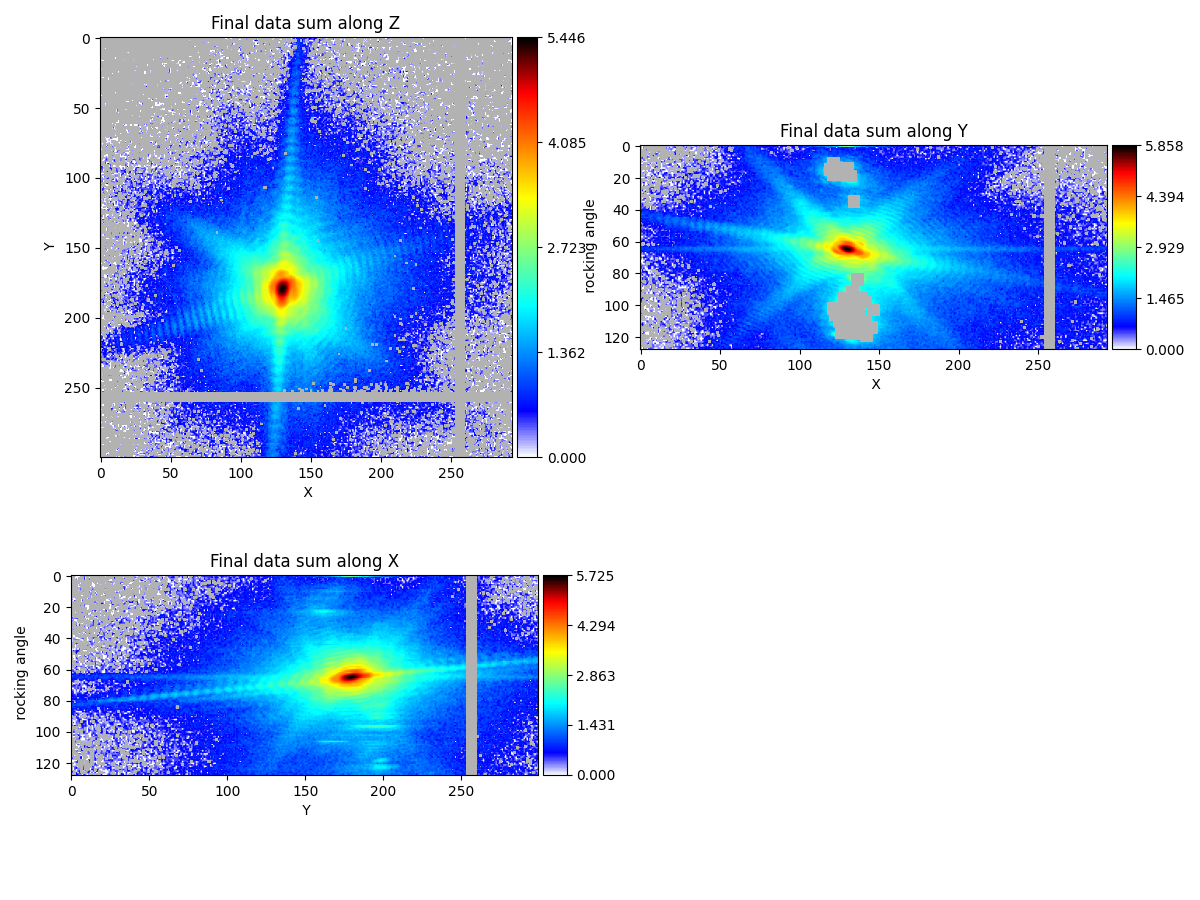 Final data sum along Z
0
50
100
150
200
250
Y
0 50 100 150 200 250
X
5.446
4.085
2.723
1.362
0.000
Final data sum along Y
0
20
40
60
80
100
120
rocking angle
0 50 100 150 200 250
X
5.858
4.394
2.929
1.465
0.000
Final data sum along X
0
20
40
60
80
100
120
rocking angle
0 50 100 150 200 250
Y
5.725
4.294
2.863
1.431
0.000